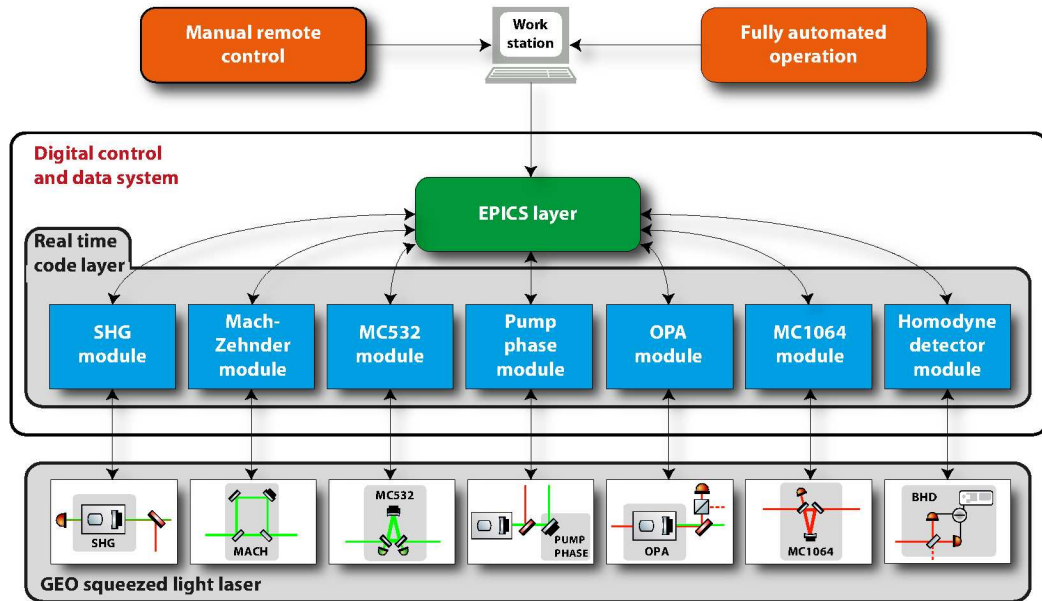 Manual remote
control
Work
station
Fully automated
operation
Digital control
and data system
EPICS layer
Real time
code layer
SHG
module
Mach-
Zehnder
module
MC532
module
Pump
phase
module
OPA
module
MC1064
module
Homodyne
detector
module
SHG
MACH
MC532
PUMP
PHASE
OPA
MC1064
BHD
GEO squeezed light laser